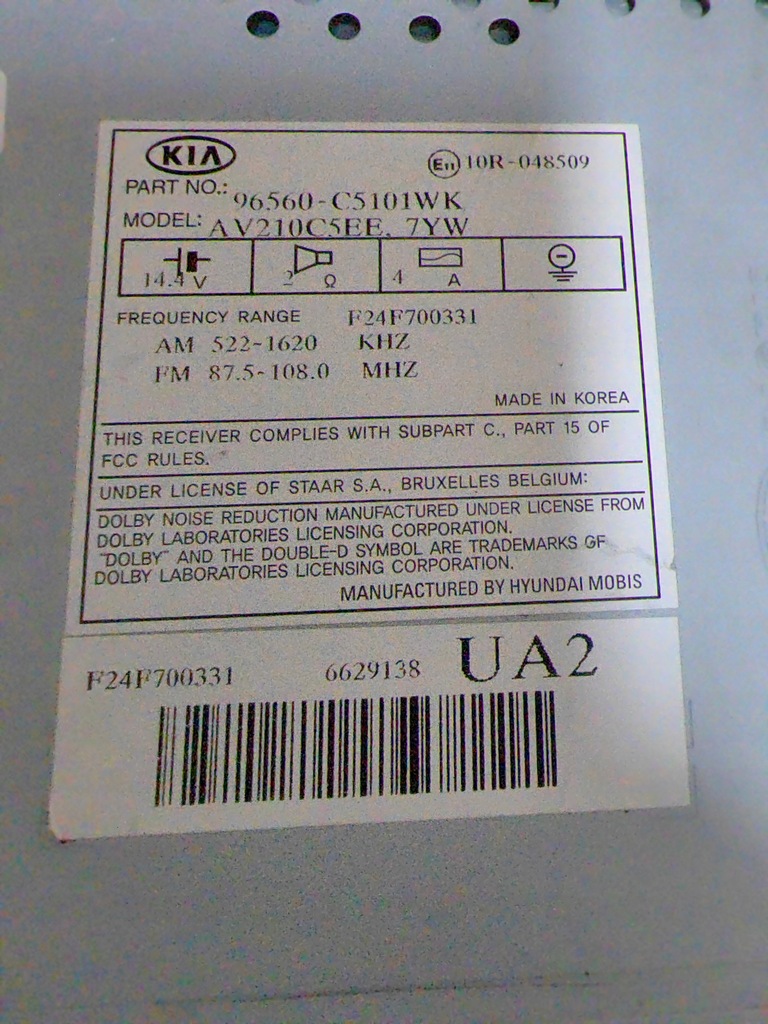 KIA
E11 10R-048509
PART NO.: 96560-C5101WK
MODEL: AV210C5EE. 7YW
14.4 V 2 Ω 4 A
FREQUENCY RANGE F24F700331
AM 522-1620 KHZ
FM 87.5-108.0 MHZ
MADE IN KOREA
THIS RECEIVER COMPLIES WITH SUBPART C., PART 15 OF
FCC RULES.
UNDER LICENSE OF STAAR S.A., BRUXELLES BELGIUM:
DOLBY NOISE REDUCTION MANUFACTURED UNDER LICENSE FROM
DOLBY LABORATORIES LICENSING CORPORATION.
"DOLBY" AND THE DOUBLE-D SYMBOL ARE TRADEMARKS OF
DOLBY LABORATORIES LICENSING CORPORATION.
MANUFACTURED BY HYUNDAI MOBIS
F24F700331 6629138 UA2